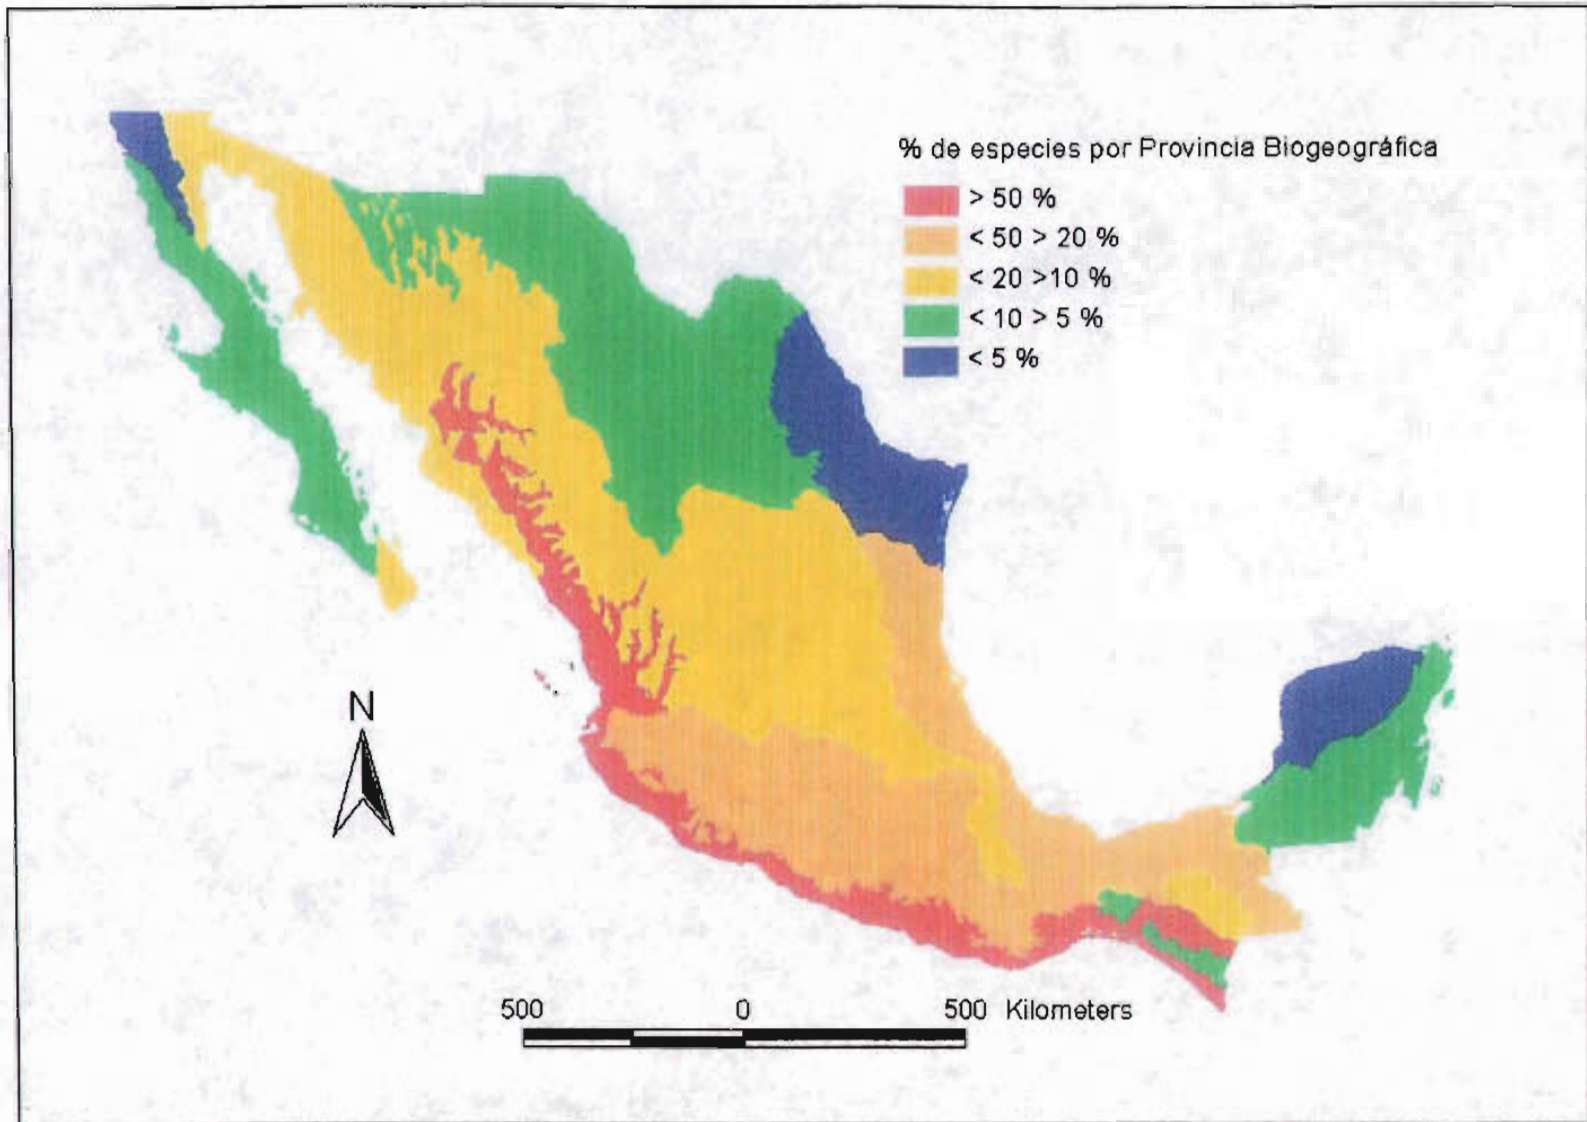 % de especies por Provincia Biogeográfica
> 50 %
< 50 > 20 %
< 20 >10 %
< 10 > 5 %
< 5 %
N
500 0 500 Kilometers